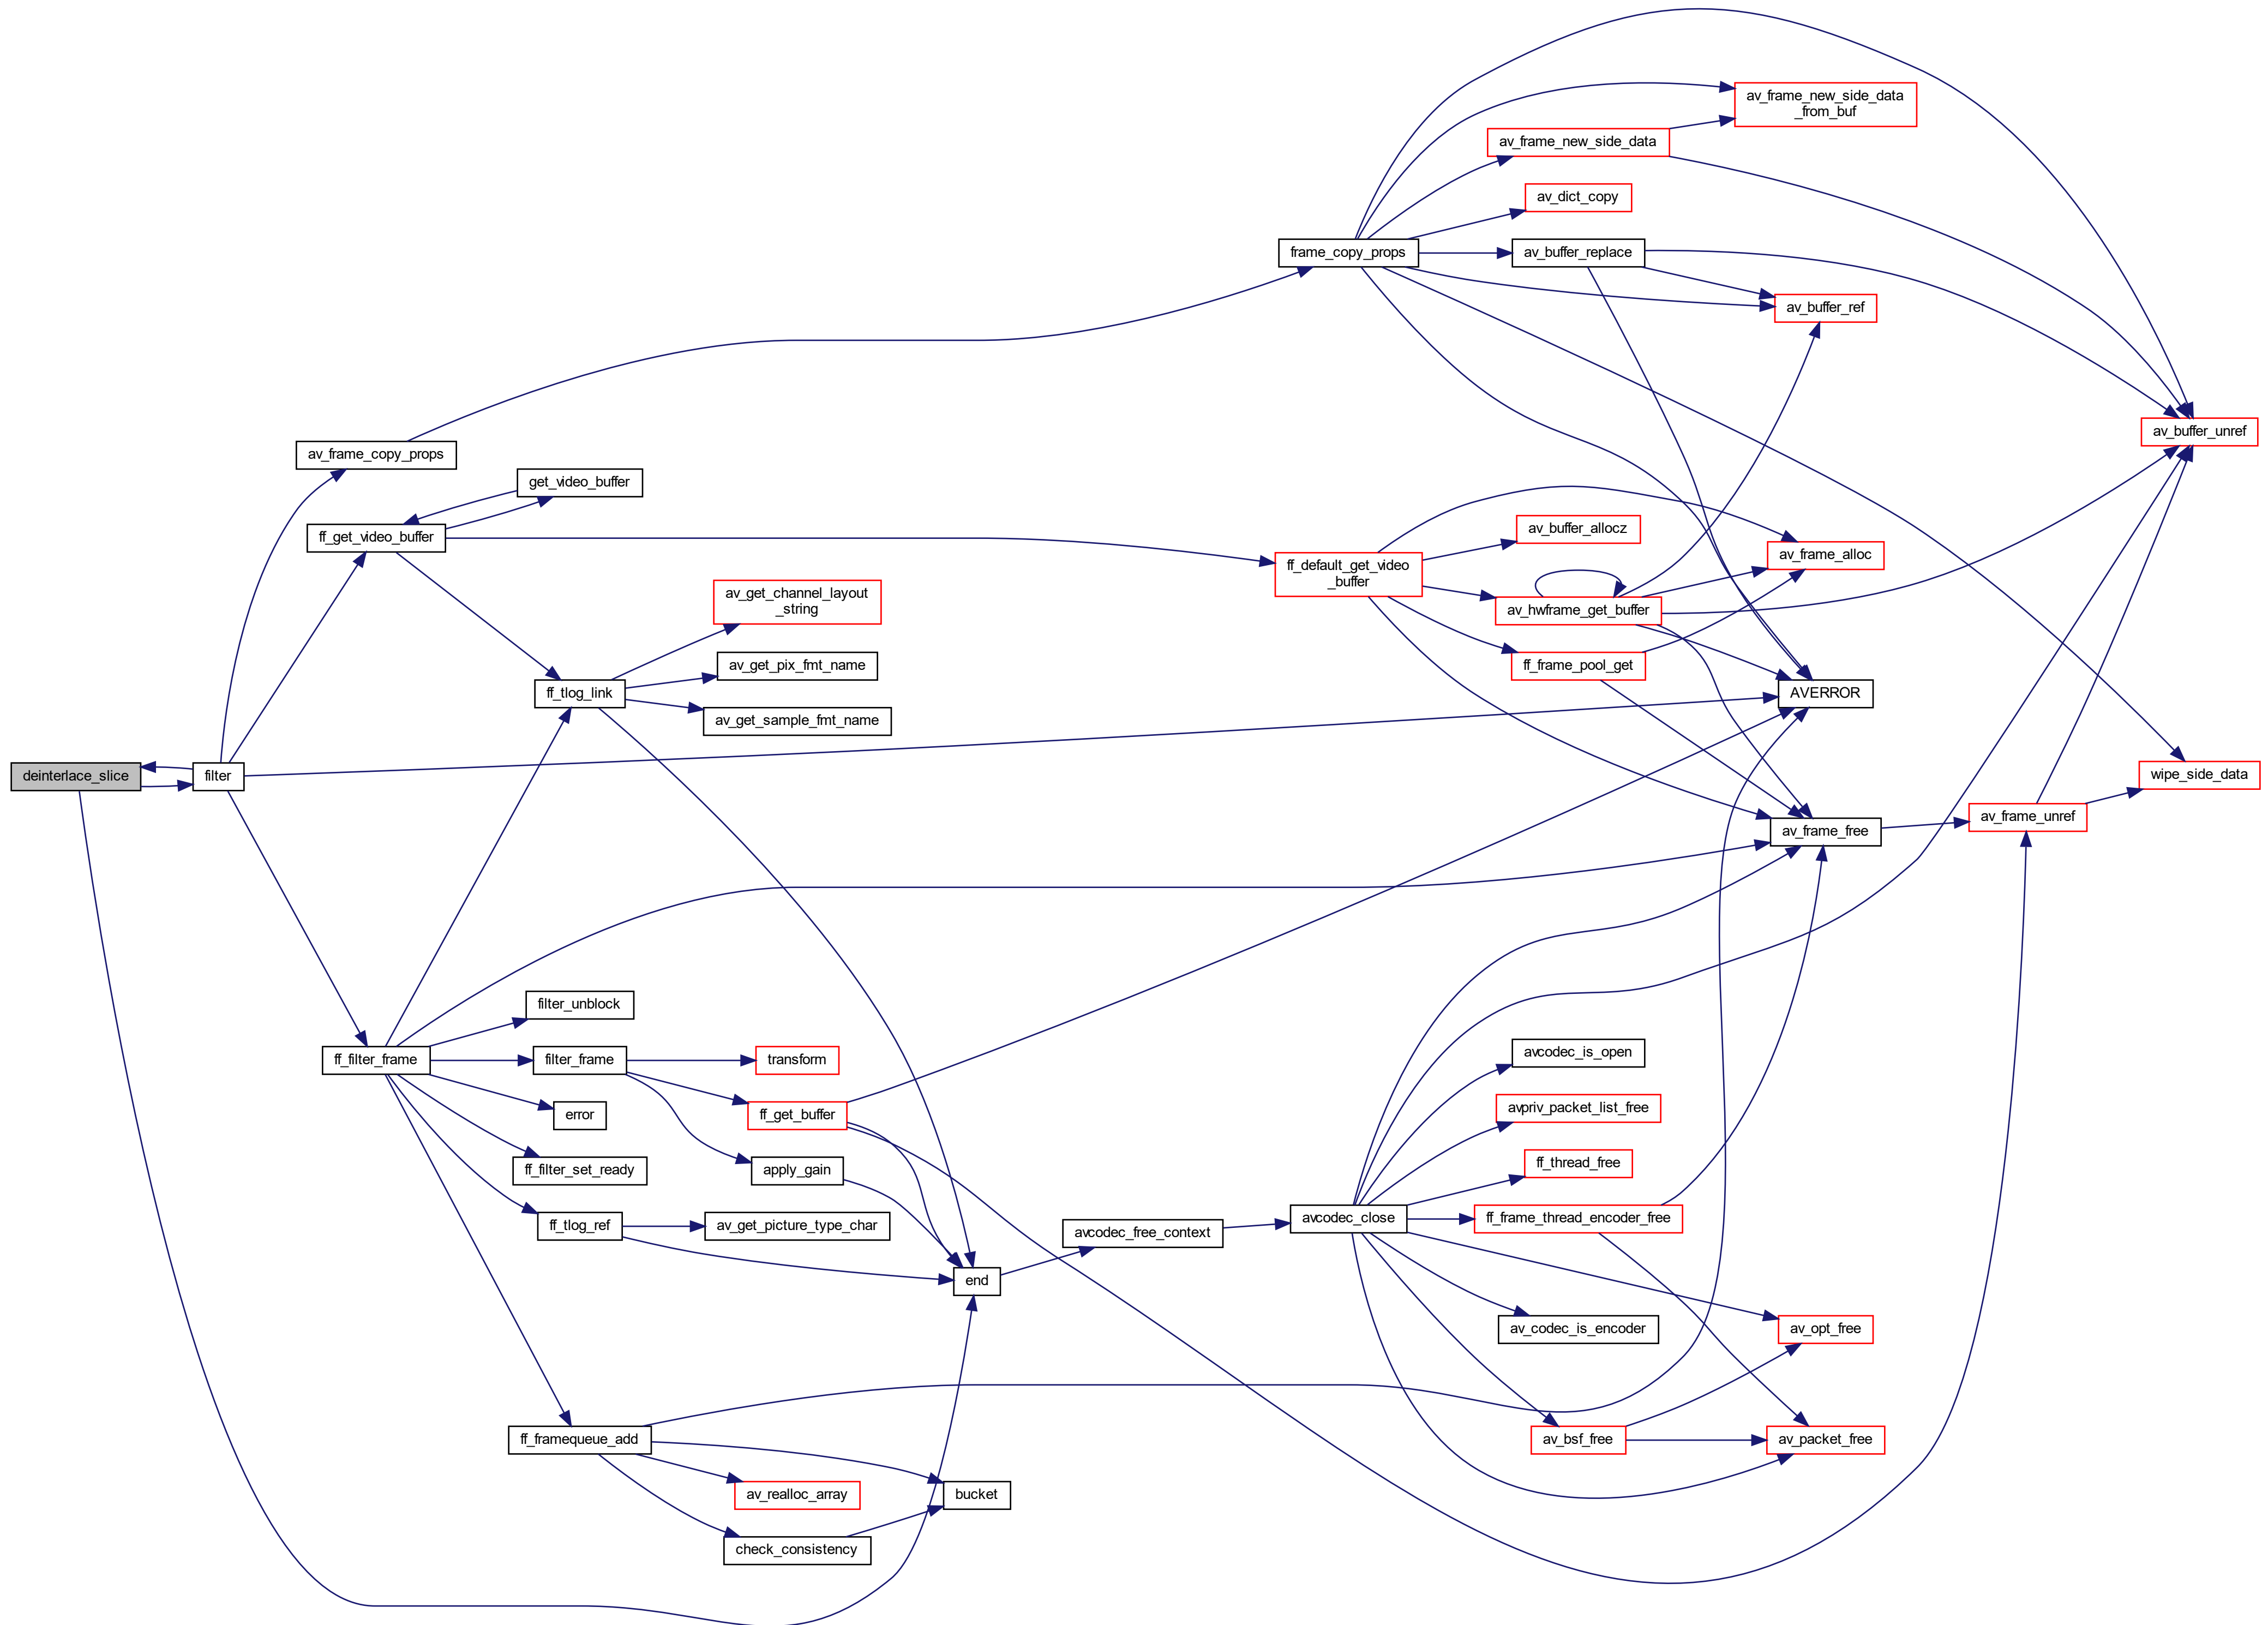 av_frame_new_side_data
_from_buf
av_frame_new_side_data
av_dict_copy
frame_copy_props
av_buffer_replace
av_buffer_ref
av_buffer_unref
av_frame_copy_props
get_video_buffer
ff_get_video_buffer
av_buffer_allocz
av_frame_alloc
ff_default_get_video
_buffer
av_get_channel_layout
_string
av_hwframe_get_buffer
av_get_pix_fmt_name
ff_frame_pool_get
ff_tlog_link
AVERROR
av_get_sample_fmt_name
deinterlace_slice
filter
wipe_side_data
av_frame_unref
av_frame_free
filter_unblock
ff_filter_frame
filter_frame
transform
avcodec_is_open
error
ff_get_buffer
avpriv_packet_list_free
ff_filter_set_ready
apply_gain
ff_thread_free
ff_tlog_ref
av_get_picture_type_char
avcodec_free_context
avcodec_close
ff_frame_thread_encoder_free
end
av_codec_is_encoder
av_opt_free
ff_framequeue_add
av_bsf_free
av_packet_free
av_realloc_array
bucket
check_consistency